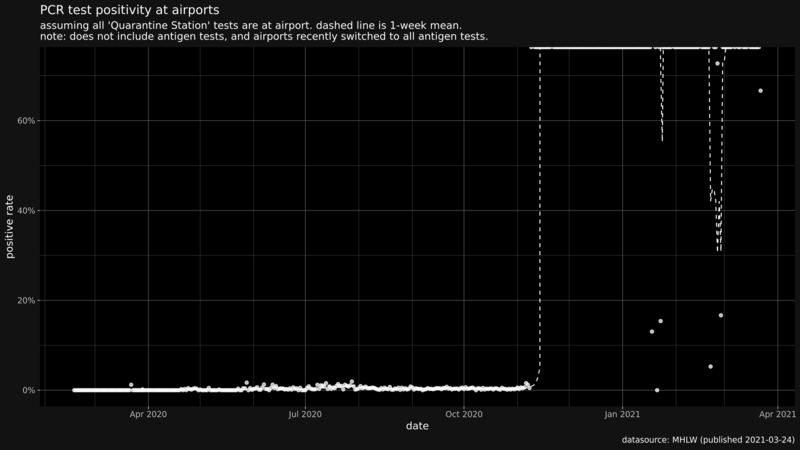 PCR test positivity at airports
assuming all 'Quarantine Station' tests are at airport. dashed line is 1-week mean.
note: does not include antigen tests, and airports recently switched to all antigen tests.
positive rate
60%
40%
20%
0%
Apr 2020
Jul 2020
Oct 2020
Jan 2021
Apr 2021
date
datasource: MHLW (published 2021-03-24)